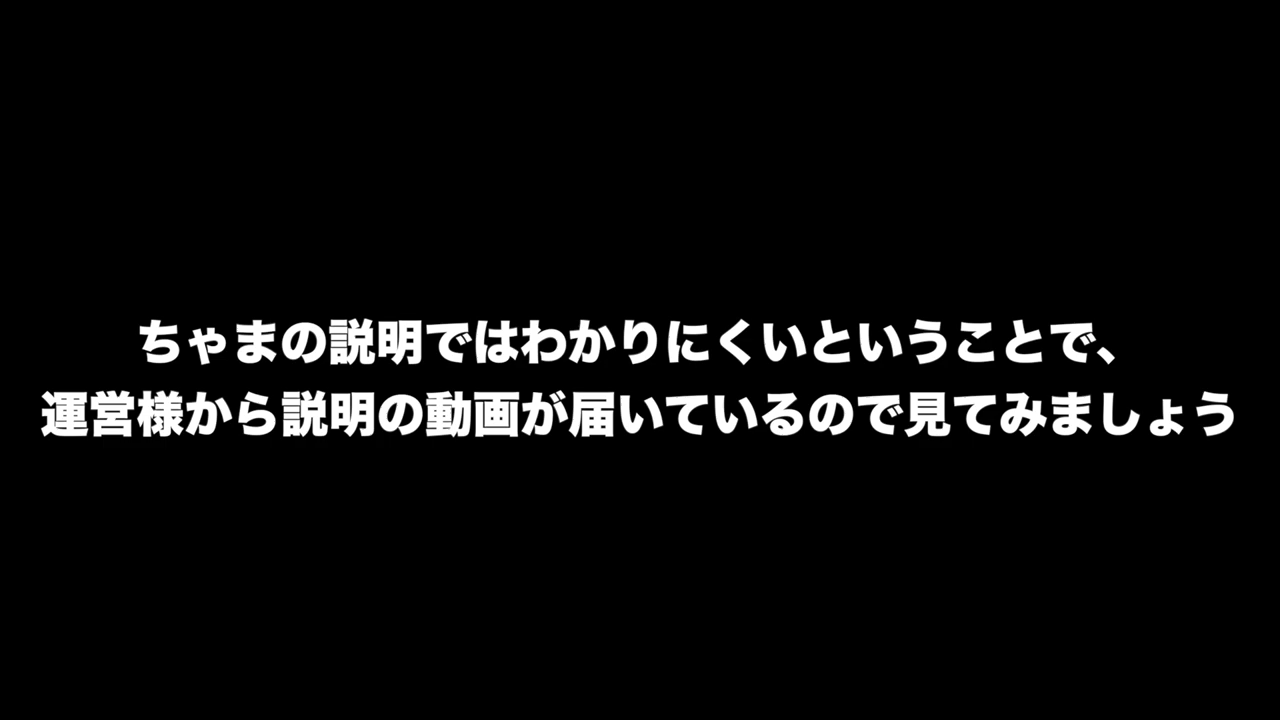 ちゃまの説明ではわかりにくいということで、
運営様から説明の動画が届いているので見てみましょう